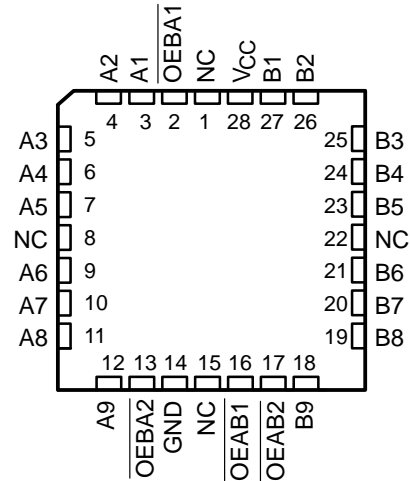 A2 A1 OEBA1 NC VCC B1 B2
4 3 2 1 28 27 26
A3 5 25 B3
A4 6 24 B4
A5 7 23 B5
NC 8 22 NC
A6 9 21 B6
A7 10 20 B7
A8 11 19 B8
12 13 14 15 16 17 18
A9 OEBA2 GND NC OEAB1 OEAB2 B9